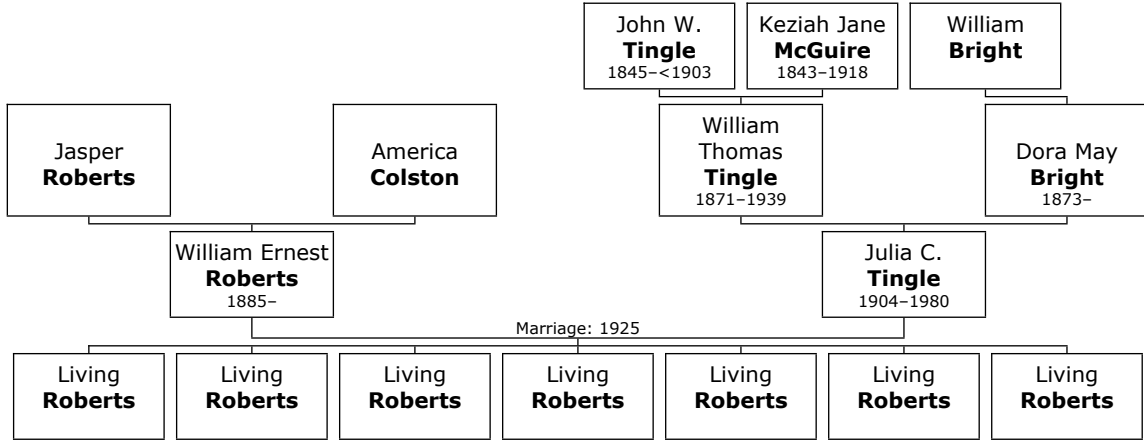 John W.
Tingle
1845–<1903
Keziah Jane
McGuire
1843–1918
William
Bright
Jasper
Roberts
America
Colston
William
Thomas
Tingle
1871–1939
Dora May
Bright
1873–
William Ernest
Roberts
1885–
Julia C.
Tingle
1904–1980
Marriage: 1925
Living
Roberts
Living
Roberts
Living
Roberts
Living
Roberts
Living
Roberts
Living
Roberts
Living
Roberts